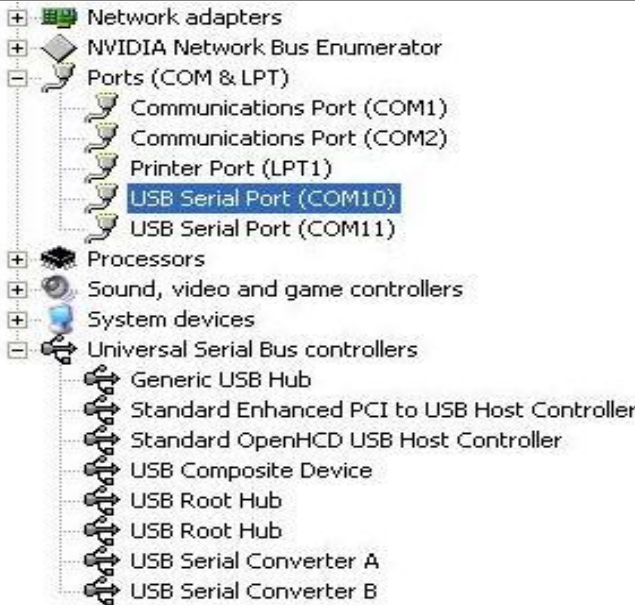 Network adapters
NVIDIA Network Bus Enumerator
Ports (COM & LPT)
Communications Port (COM1)
Communications Port (COM2)
Printer Port (LPT1)
USB Serial Port (COM10)
USB Serial Port (COM11)
Processors
Sound, video and game controllers
System devices
Universal Serial Bus controllers
Generic USB Hub
Standard Enhanced PCI to USB Host Controller
Standard OpenHCD USB Host Controller
USB Composite Device
USB Root Hub
USB Root Hub
USB Serial Converter A
USB Serial Converter B